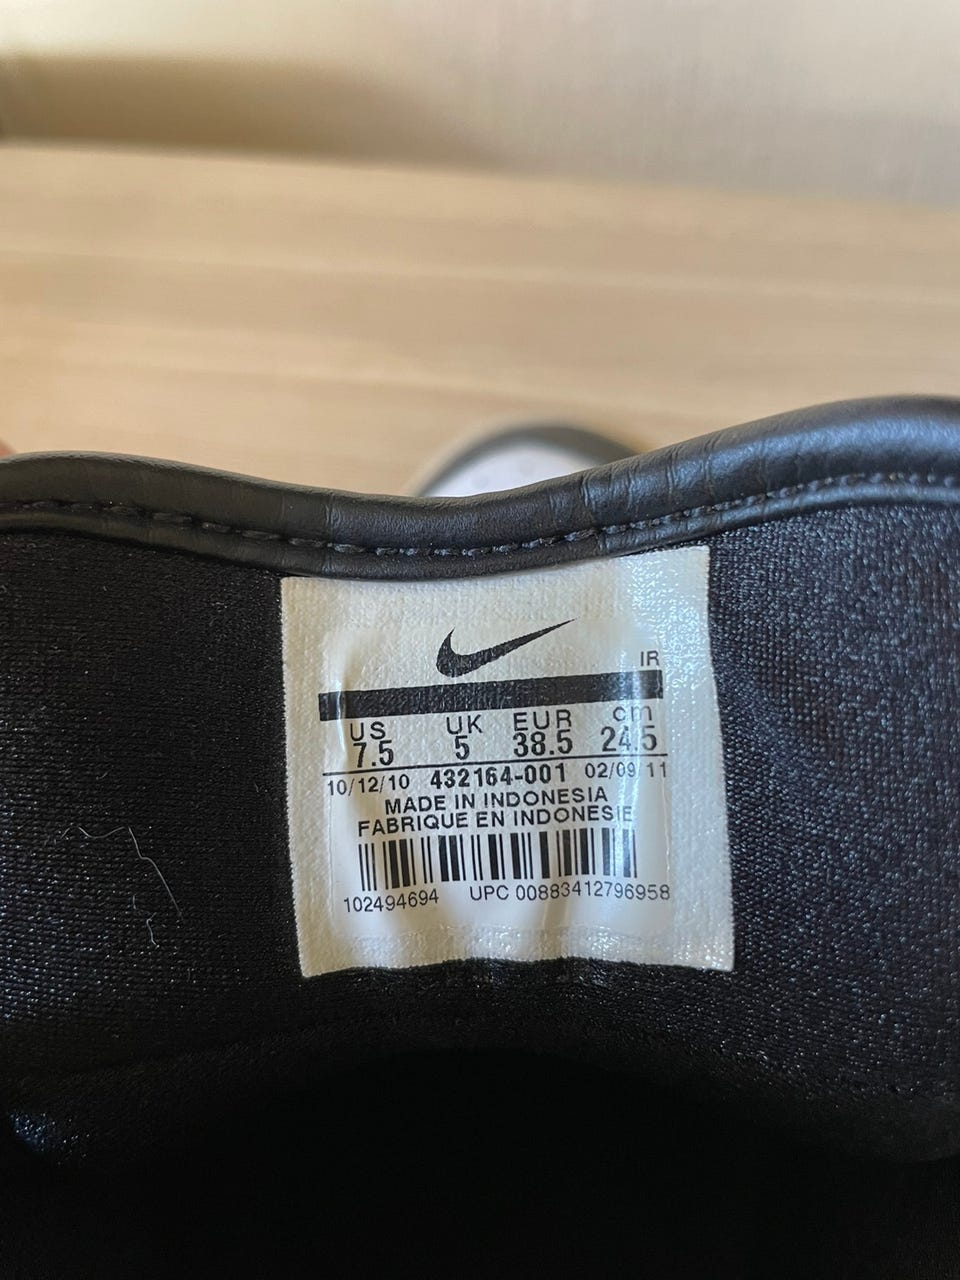 IR
US UK EUR cm
7.5 5 38.5 24.5
10/12/10 432164-001 02/09/11
MADE IN INDONESIA
FABRIQUE EN INDONESIE
102494694 UPC 00883412796958